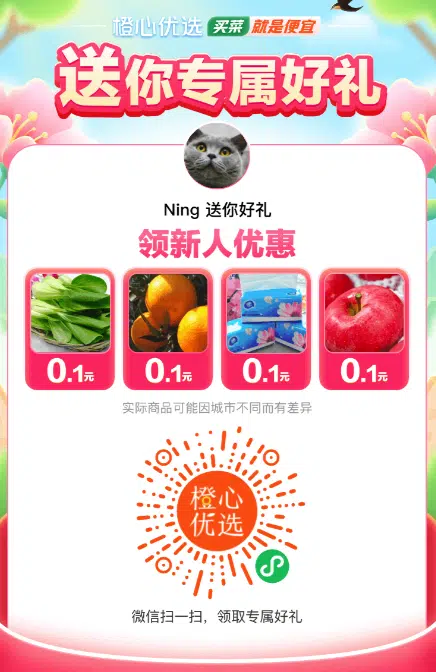 橙心优选 买菜 就是便宜
送你专属好礼
Ning 送你好礼
领新人优惠
0.1元 0.1元 0.1元 0.1元
实际商品可能因城市不同而有差异
橙心
优选
微信扫一扫，领取专属好礼